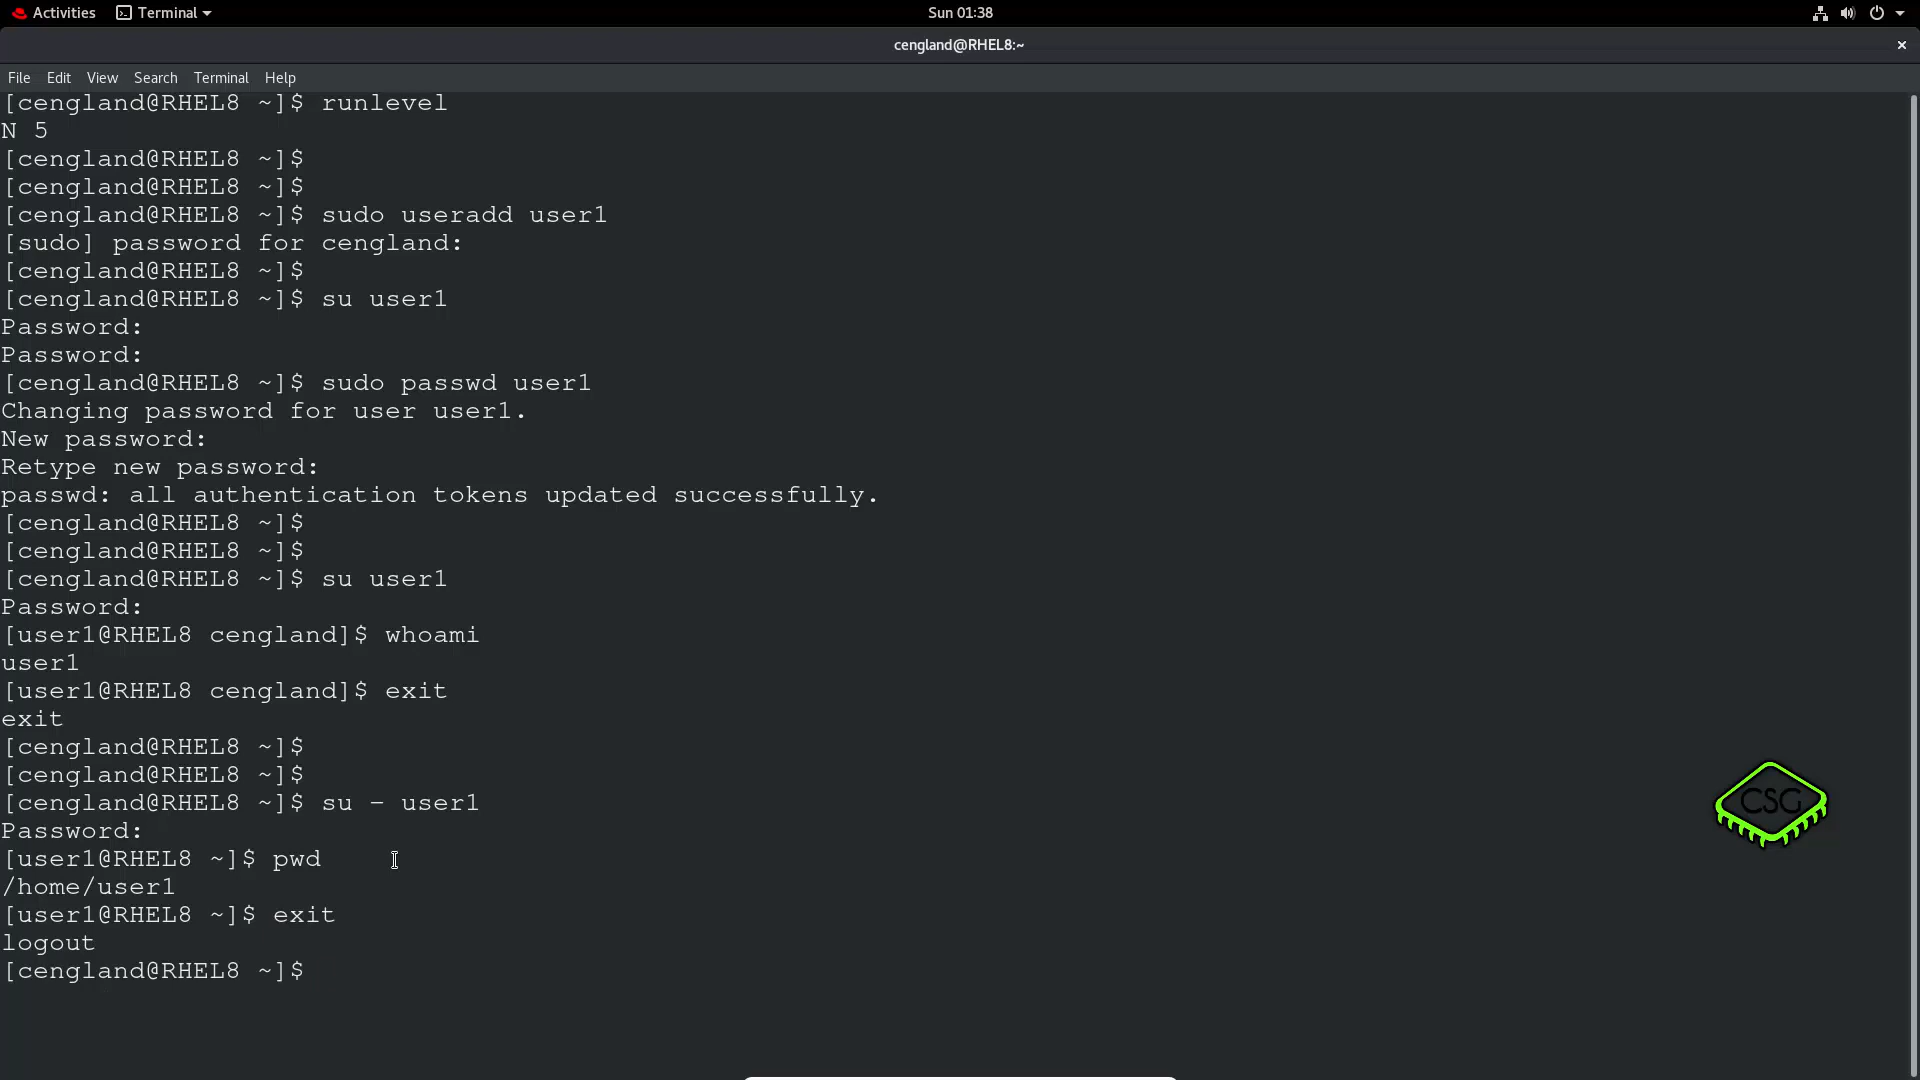 Activities Terminal Sun 01:38
cengland@RHEL8:~
File Edit View Search Terminal Help
[cengland@RHEL8 ~]$ runlevel
N 5
[cengland@RHEL8 ~]$
[cengland@RHEL8 ~]$
[cengland@RHEL8 ~]$ sudo useradd user1
[sudo] password for cengland:
[cengland@RHEL8 ~]$
[cengland@RHEL8 ~]$ su user1
Password:
Password:
[cengland@RHEL8 ~]$ sudo passwd user1
Changing password for user user1.
New password:
Retype new password:
passwd: all authentication tokens updated successfully.
[cengland@RHEL8 ~]$
[cengland@RHEL8 ~]$
[cengland@RHEL8 ~]$ su user1
Password:
[user1@RHEL8 cengland]$ whoami
user1
[user1@RHEL8 cengland]$ exit
exit
[cengland@RHEL8 ~]$
[cengland@RHEL8 ~]$
[cengland@RHEL8 ~]$ su - user1
Password:
[user1@RHEL8 ~]$ pwd
/home/user1
[user1@RHEL8 ~]$ exit
logout
[cengland@RHEL8 ~]$
CSG